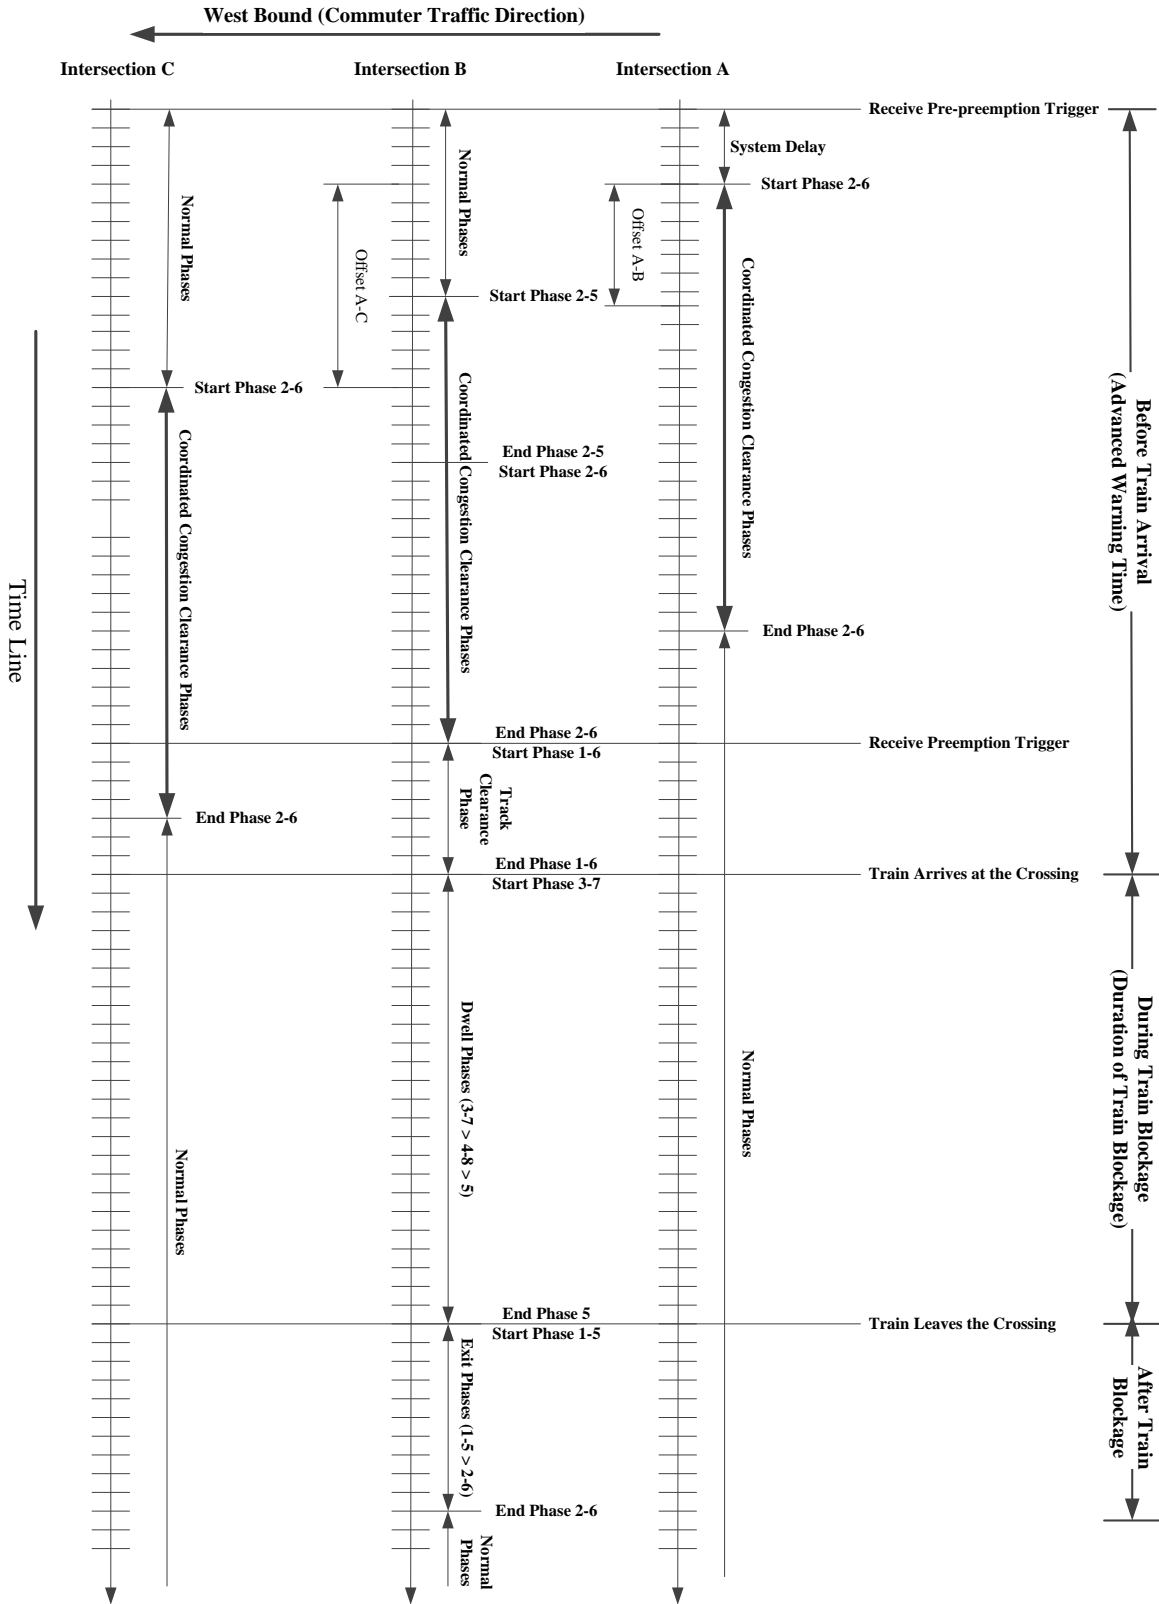 West Bound (Commuter Traffic Direction)
Intersection C
Intersection B
Intersection A
Receive Pre-preemption Trigger
System Delay
Start Phase 2-6
Normal Phases
Normal Phases
Offset A-C
Offset A-B
Start Phase 2-5
Start Phase 2-6
Coordinated Congestion Clearance Phases
Coordinated Congestion Clearance Phases
Coordinated Congestion Clearance Phases
Before Train Arrival
(Advanced Warning Time)
End Phase 2-5
Start Phase 2-6
Time Line
End Phase 2-6
End Phase 2-6
Start Phase 1-6
Receive Preemption Trigger
Track
Clearance
Phase
End Phase 2-6
End Phase 1-6
Start Phase 3-7
Train Arrives at the Crossing
Dwell Phases (3-7 > 4-8 > 5)
Normal Phases
Normal Phases
During Train Blockage
(Duration of Train Blockage)
End Phase 5
Start Phase 1-5
Train Leaves the Crossing
Exit Phases (1-5 > 2-6)
After Train
Blockage
End Phase 2-6
Normal
Phases